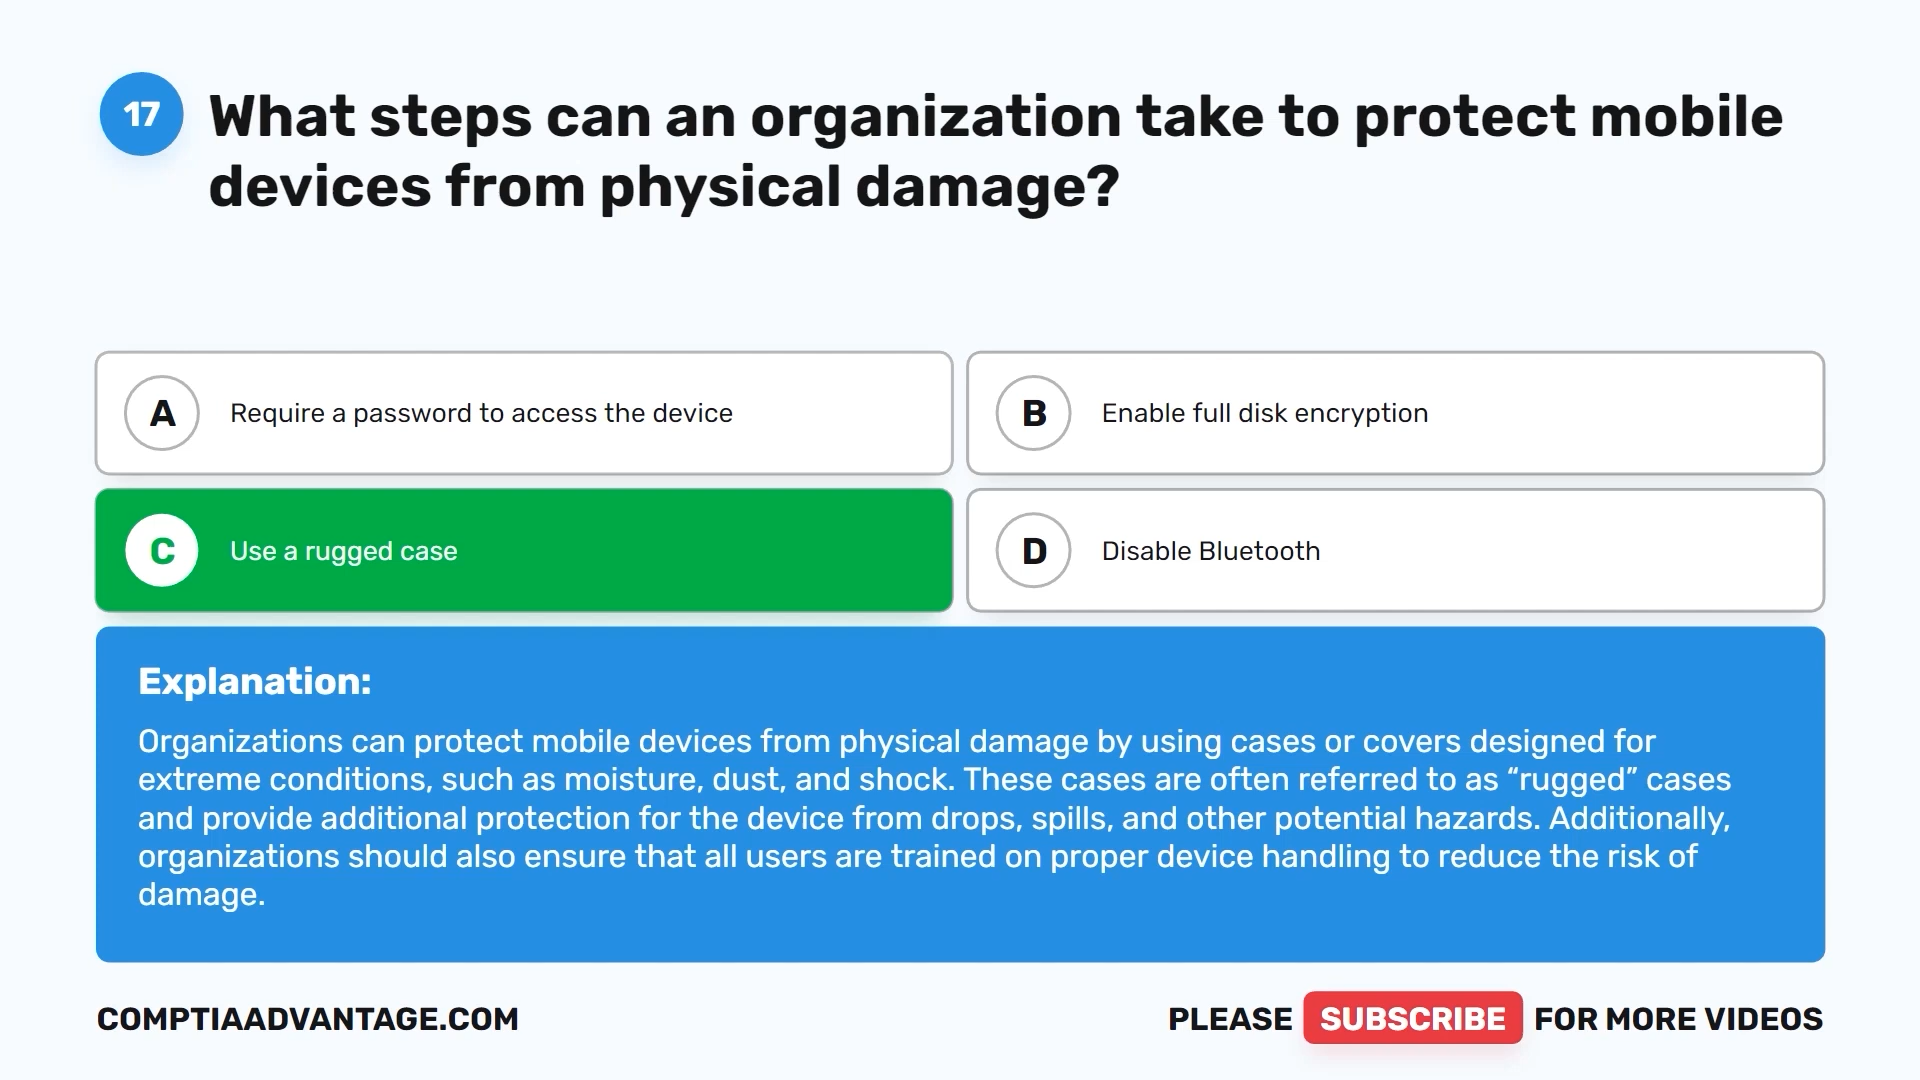 17
What steps can an organization take to protect mobile
devices from physical damage?
A
Require a password to access the device
B
Enable full disk encryption
C
Use a rugged case
D
Disable Bluetooth
Explanation:
Organizations can protect mobile devices from physical damage by using cases or covers designed for
extreme conditions, such as moisture, dust, and shock. These cases are often referred to as “rugged” cases
and provide additional protection for the device from drops, spills, and other potential hazards. Additionally,
organizations should also ensure that all users are trained on proper device handling to reduce the risk of
damage.
COMPTIAADVANTAGE.COM
PLEASE SUBSCRIBE FOR MORE VIDEOS